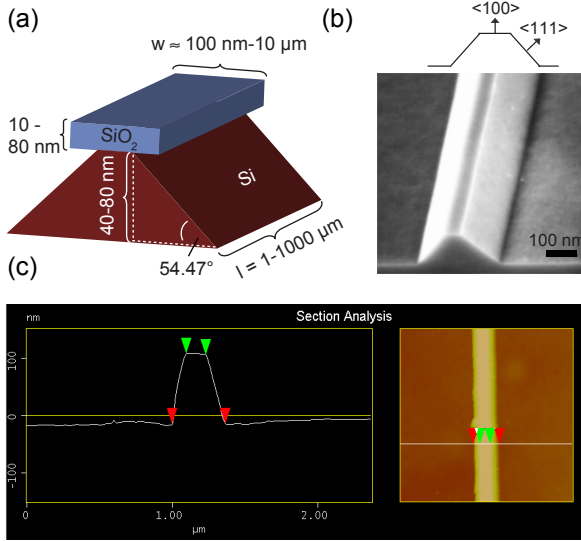 (a)
w ≈ 100 nm-10 μm
10 -
80 nm
SiO2
Si
40-80 nm
54.47°
l = 1-1000 μm
(b)
<100>
<111>
100 nm
(c)
Section Analysis
nm
100
0
-100
0
1.00
2.00
μm